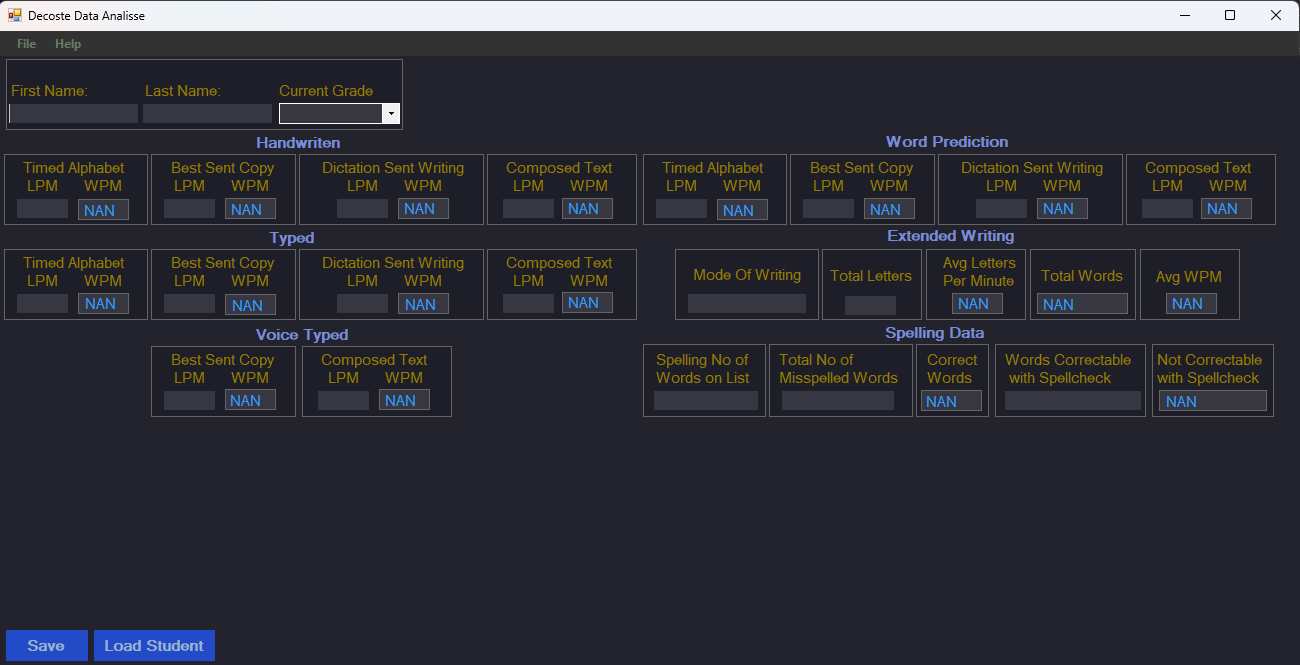 Decoste Data Analisse
File Help
First Name: Last Name: Current Grade
Handwriten
Timed Alphabet Best Sent Copy Dictation Sent Writing Composed Text
LPM WPM LPM WPM LPM WPM LPM WPM
NAN NAN NAN NAN
Word Prediction
Timed Alphabet Best Sent Copy Dictation Sent Writing Composed Text
LPM WPM LPM WPM LPM WPM LPM WPM
NAN NAN NAN NAN
Typed
Timed Alphabet Best Sent Copy Dictation Sent Writing Composed Text
LPM WPM LPM WPM LPM WPM LPM WPM
NAN NAN NAN NAN
Extended Writing
Mode Of Writing
Total Letters
Avg Letters
Per Minute
NAN
Total Words
NAN
Avg WPM
NAN
Voice Typed
Best Sent Copy Composed Text
LPM WPM LPM WPM
NAN NAN
Spelling Data
Spelling No of
Words on List
Total No of
Misspelled Words
Correct
Words
NAN
Words Correctable
with Spellcheck
Not Correctable
with Spellcheck
NAN
Save Load Student